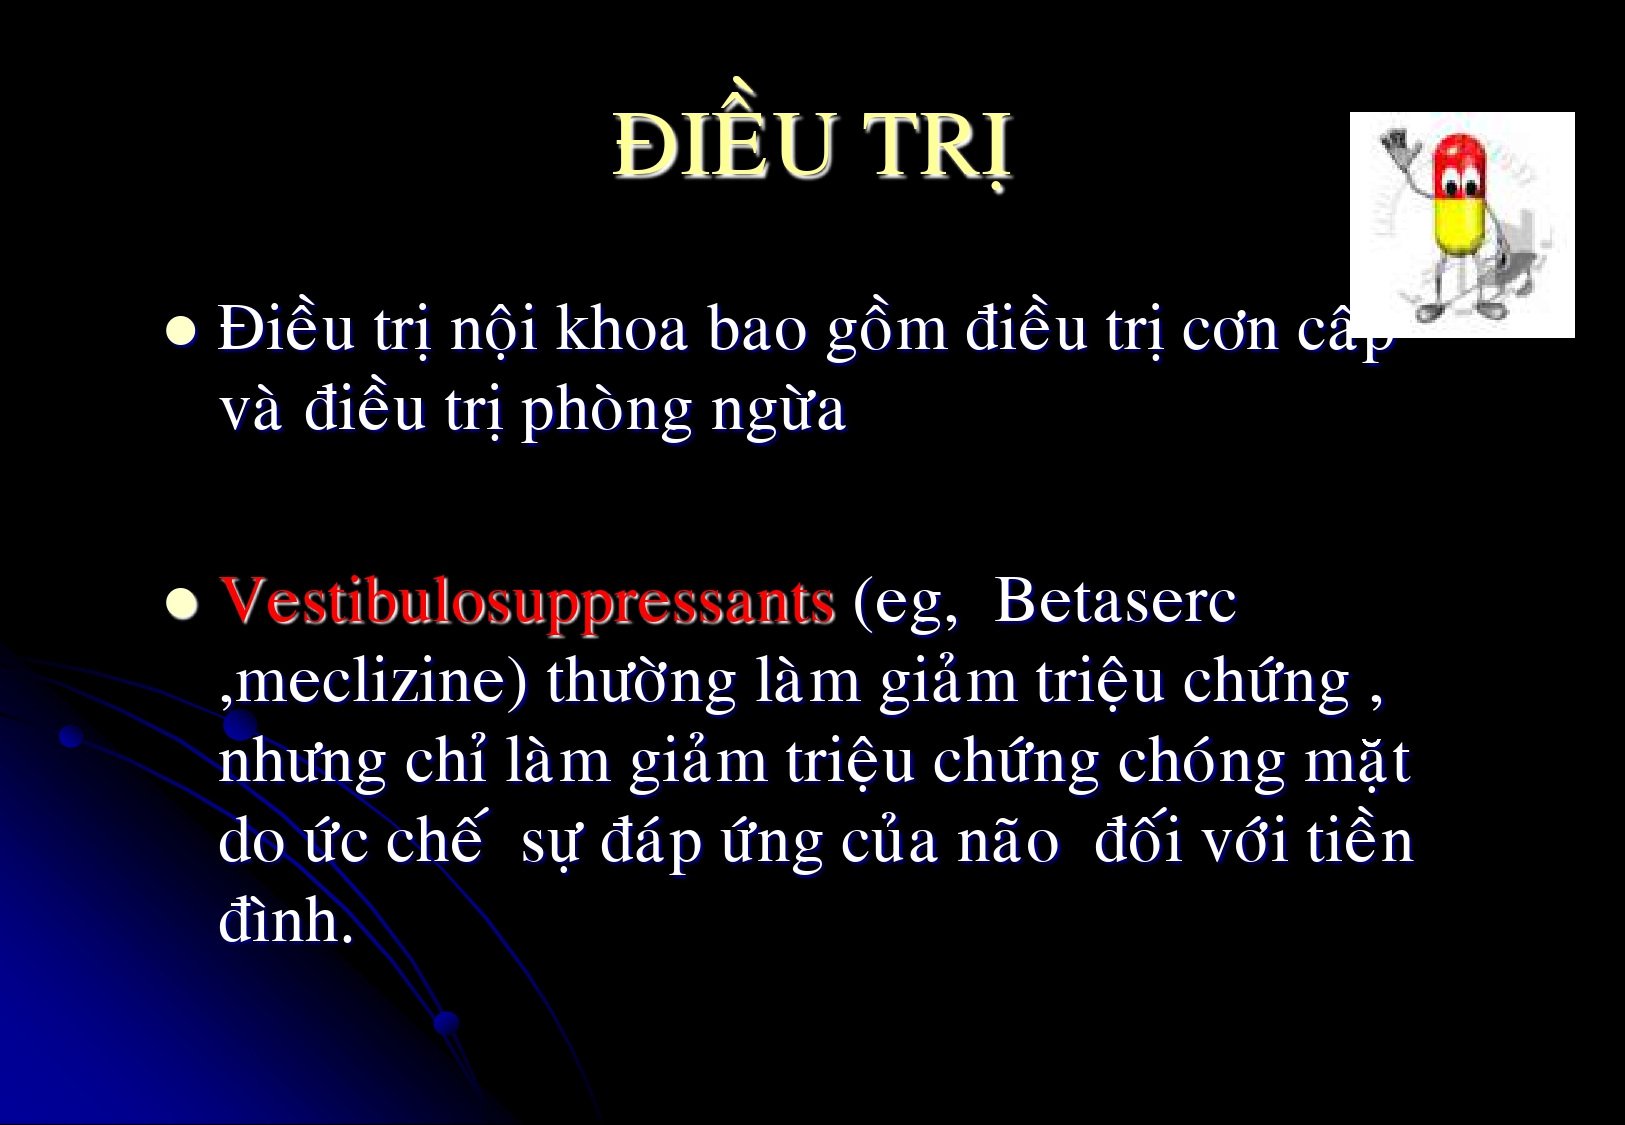 ĐIỀU TRỊ
Điều trị nội khoa bao gồm điều trị cơn cấp
và điều trị phòng ngừa
Vestibulosuppressants (eg, Betaserc
,meclizine) thường làm giảm triệu chứng ,
nhưng chỉ làm giảm triệu chứng chóng mặt
do ức chế sự đáp ứng của não đối với tiền
đình.